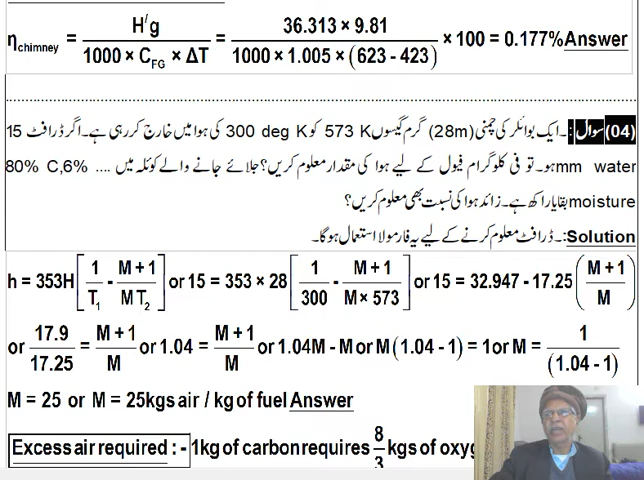 η_chimney = H'g / (1000 × C_FG × ΔT) = 36.313 × 9.81 / (1000 × 1.005 × (623 - 423)) × 100 = 0.177% Answer
(04) سوال:۔ ایک بوائلر کی چمنی (28m) گرم گیسوں 573 K کو 300 deg K کی ہوا میں خارج کر رہی ہے۔ اگر ڈرافٹ 15
mm water ہو۔ تو فی کلو گرام فیول کے لیے ہوا کی مقدار معلوم کریں؟ جلائے جانے والے کوئلہ میں .... 80% C,6%
moisture بقایا راکھ ہے۔ زائد ہوا کی نسبت بھی معلوم کریں؟
Solution:۔ ڈرافٹ معلوم کرنے کے لیے یہ فارمولا استعمال ہوگا۔
h = 353H[1/T₁ - (M + 1)/(M T₂)] or 15 = 353 × 28[1/300 - (M + 1)/(M × 573)] or 15 = 32.947 - 17.25((M + 1)/M)
or 17.9/17.25 = (M + 1)/M or 1.04 = (M + 1)/M or 1.04M - M or M(1.04 - 1) = 1 or M = 1/(1.04 - 1)
M = 25 or M = 25kgs air / kg of fuel Answer
Excess air required : - 1kg of carbon requires 8/3 kgs of oxyg